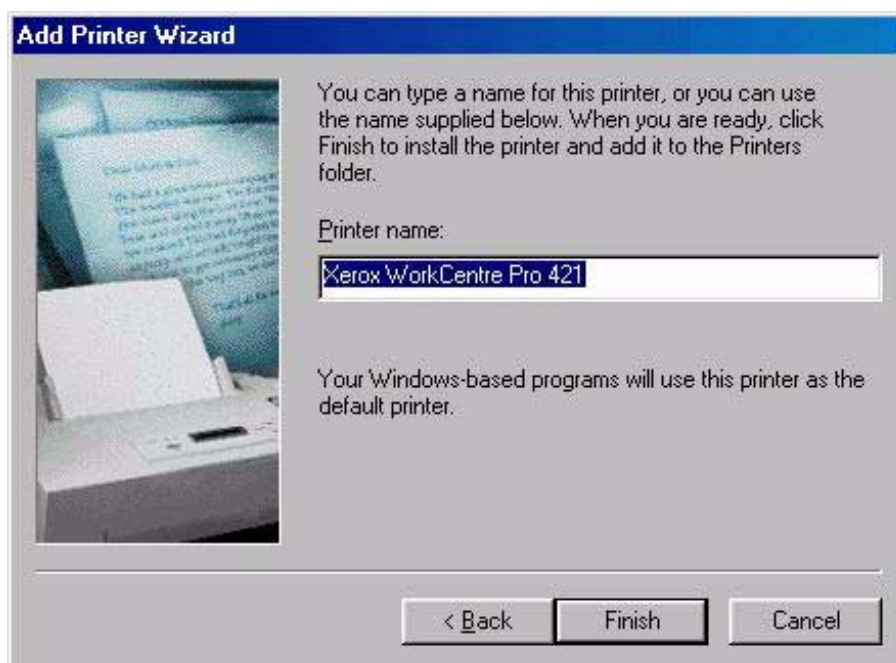 Add Printer Wizard
You can type a name for this printer, or you can use
the name supplied below. When you are ready, click
Finish to install the printer and add it to the Printers
folder.
Printer name:
Xerox WorkCentre Pro 421
Your Windows-based programs will use this printer as the
default printer.
< Back
Finish
Cancel